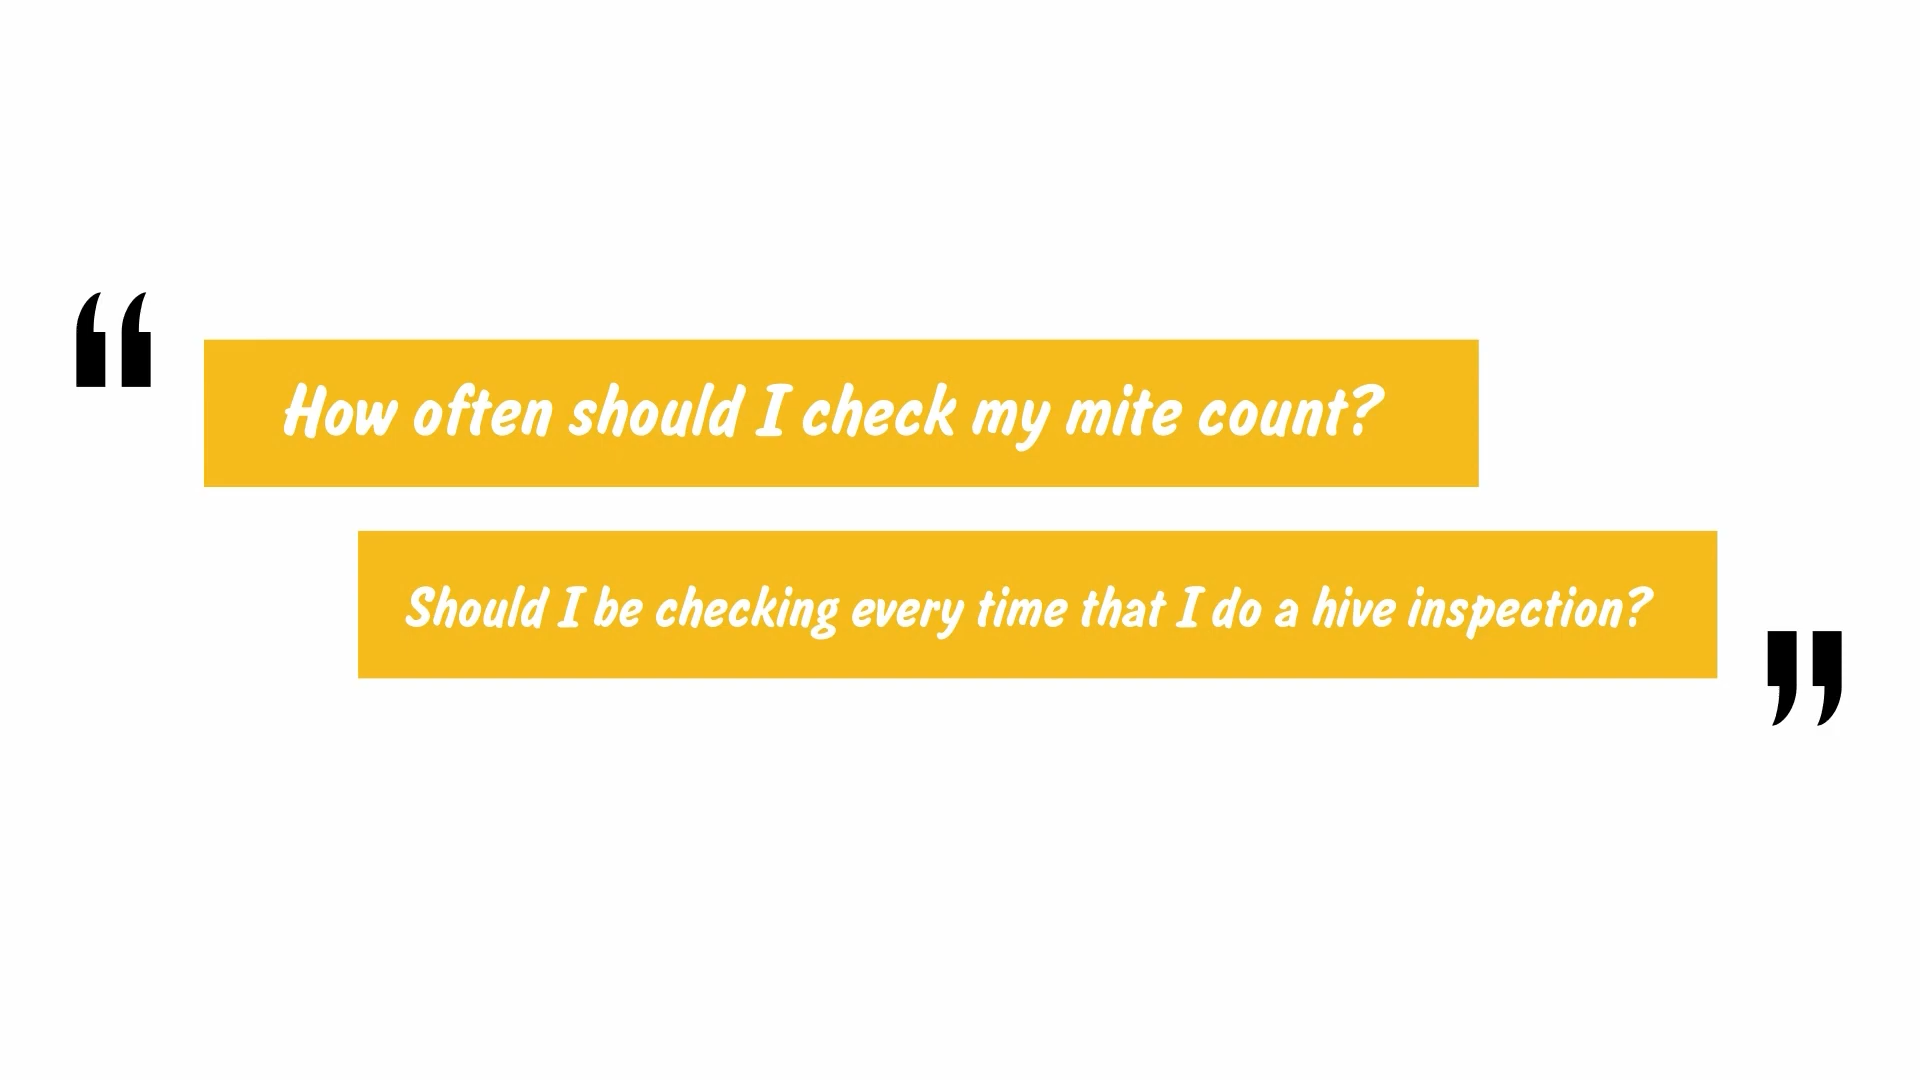 “
How often should I check my mite count?
Should I be checking every time that I do a hive inspection?
”